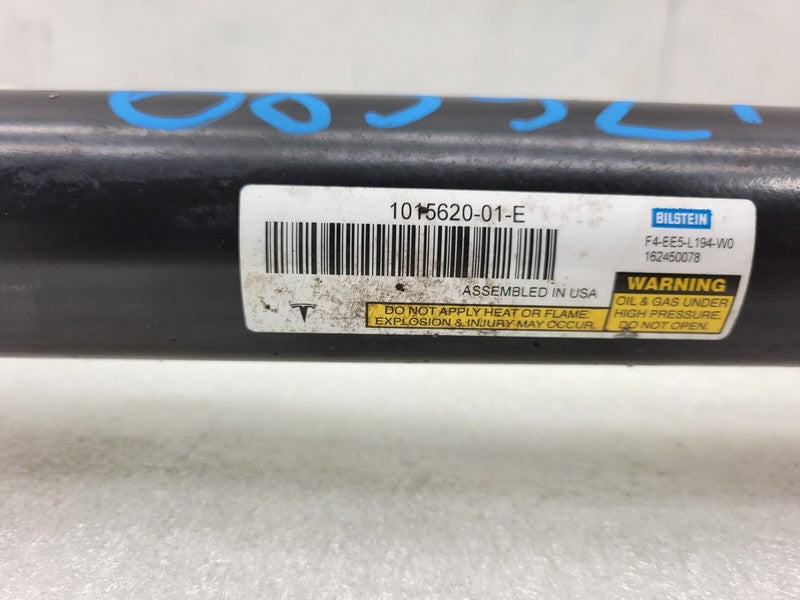 1015620-01-E
BILSTEIN
F4-BE5-L194-W0
162450078
ASSEMBLED IN USA
DO NOT APPLY HEAT OR FLAME.
EXPLOSION & INJURY MAY OCCUR.
WARNING
OIL & GAS UNDER
HIGH PRESSURE.
DO NOT OPEN.